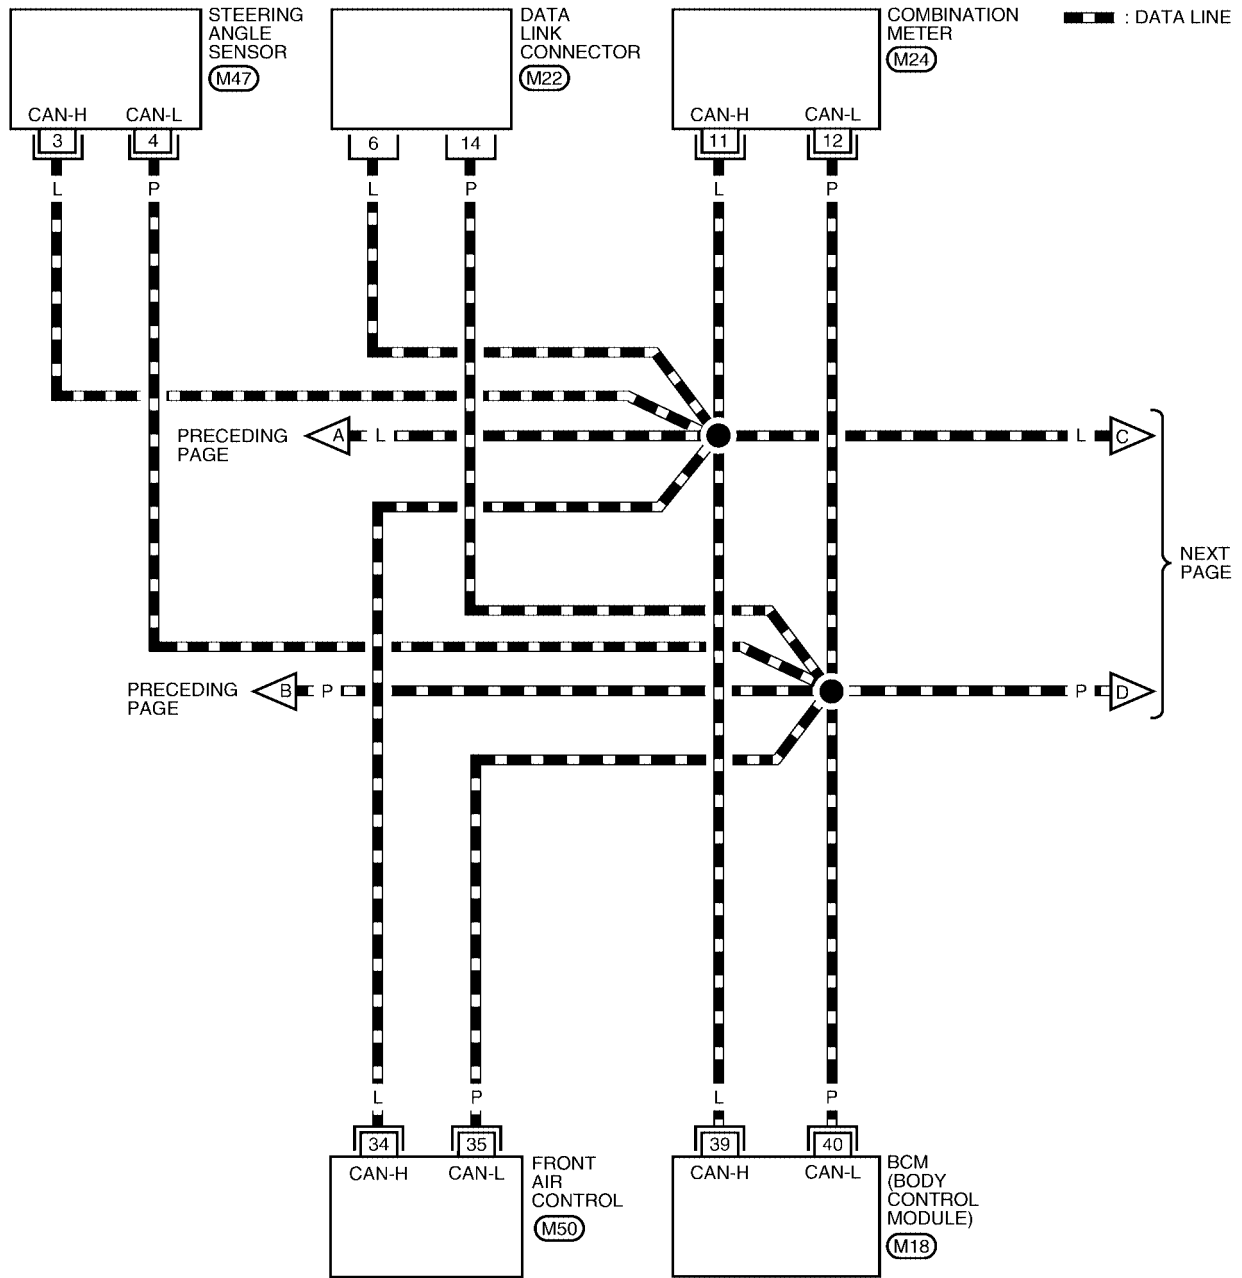 STEERING
ANGLE
SENSOR
M47
CAN-H
CAN-L
3
4
L
P
DATA
LINK
CONNECTOR
M22
6
14
L
P
COMBINATION
METER
M24
CAN-H
CAN-L
11
12
L
P
: DATA LINE
PRECEDING
PAGE
A
L
L
C
NEXT
PAGE
PRECEDING
PAGE
B
P
P
D
L
P
34
35
CAN-H
CAN-L
FRONT
AIR
CONTROL
M50
L
P
39
40
CAN-H
CAN-L
BCM
(BODY
CONTROL
MODULE)
M18